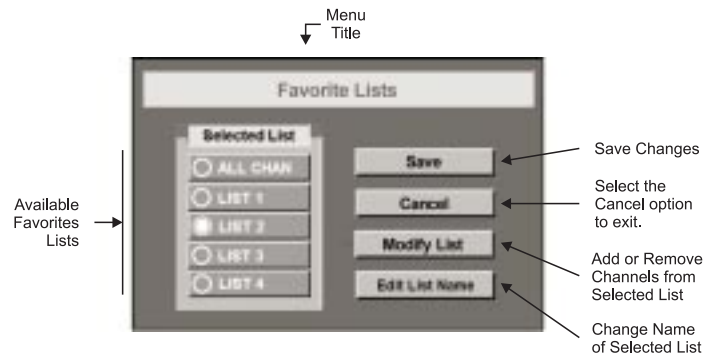 Menu
Title
Favorite Lists
Selected List
ALL CHAN
LIST 1
LIST 2
LIST 3
LIST 4
Save
Cancel
Modify List
Edit List Name
Available
Favorites
Lists
Save Changes
Select the
Cancel option
to exit.
Add or Remove
Channels from
Selected List
Change Name
of Selected List